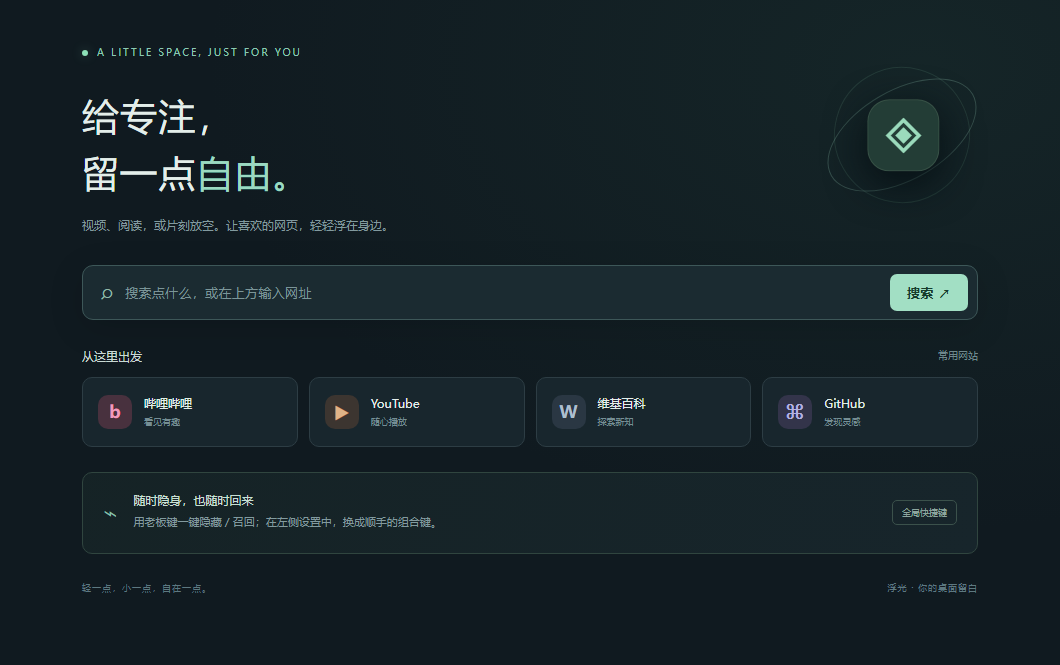 A LITTLE SPACE, JUST FOR YOU
给专注，
留一点自由。
视频、阅读，或片刻放空。让喜欢的网页，轻轻浮在身边。
搜索点什么，或在上方输入网址
搜索 ↗
从这里出发
常用网站
b
哔哩哔哩
看见有趣
YouTube
随心播放
W
维基百科
探索新知
⌘
GitHub
发现灵感
随时隐身，也随时回来
用老板键一键隐藏 / 召回；在左侧设置中，换成顺手的组合键。
全局快捷键
轻一点，小一点，自在一点。
浮光 · 你的桌面留白